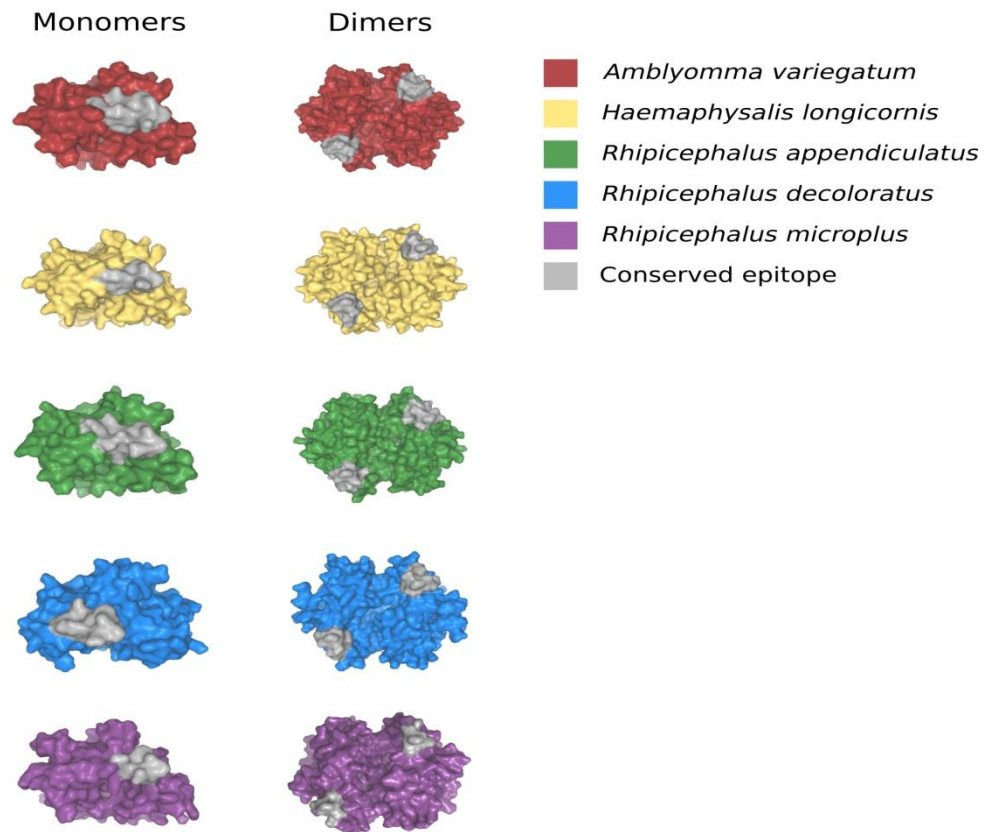 Monomers
Dimers
Amblyomma variegatum
Haemaphysalis longicornis
Rhipicephalus appendiculatus
Rhipicephalus decoloratus
Rhipicephalus microplus
Conserved epitope